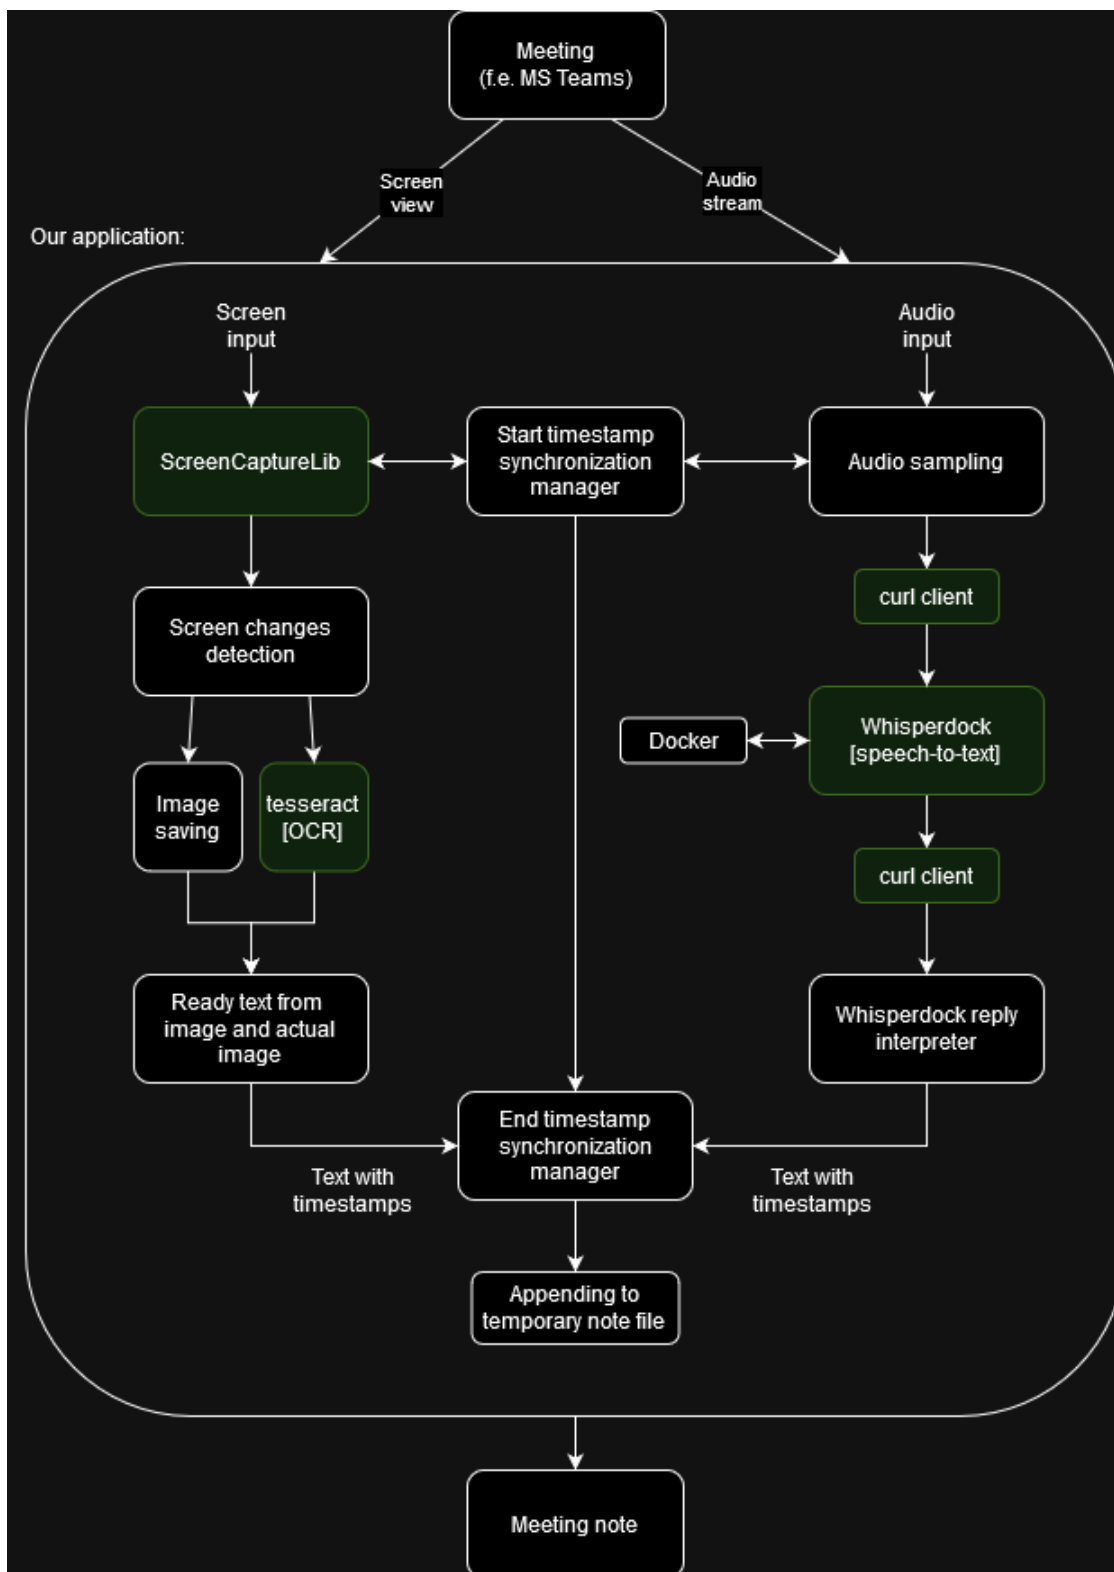 Meeting
(f.e. MS Teams)
Screen
view
Audio
stream
Our application:
Screen
input
Audio
input
ScreenCaptureLib
Start timestamp
synchronization
manager
Audio sampling
curl client
Screen changes
detection
Docker
Whisperdock
[speech-to-text]
Image
saving
tesseract
[OCR]
curl client
Ready text from
image and actual
image
Whisperdock reply
interpreter
End timestamp
synchronization
manager
Text with
timestamps
Text with
timestamps
Appending to
temporary note file
Meeting note